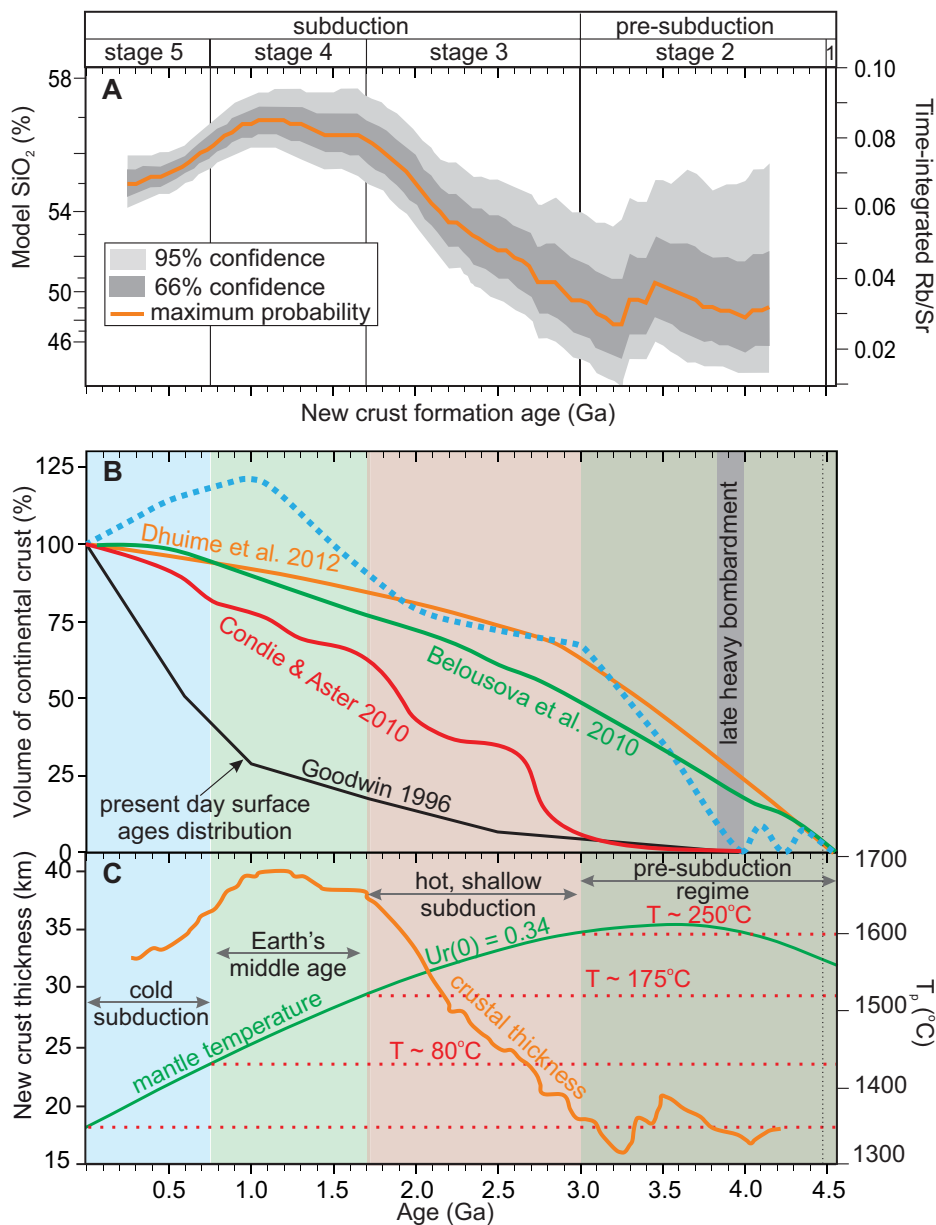 subduction
pre-subduction
stage 5
stage 4
stage 3
stage 2
1
A
58
54
50
46
Model SiO₂ (%)
0.10
0.08
0.06
0.04
0.02
Time-integrated Rb/Sr
95% confidence
66% confidence
maximum probability
New crust formation age (Ga)
B
125
100
75
50
25
0
Volume of continental crust (%)
Dhuime et al. 2012
Belousova et al. 2010
Condie & Aster 2010
Goodwin 1996
present day surface
ages distribution
late heavy bombardment
C
40
35
30
25
20
15
New crust thickness (km)
1700
1600
1500
1400
1300
Tₚ(°C)
hot, shallow
subduction
pre-subduction
regime
T ~ 250°C
Ur(0) = 0.34
Earth's
middle age
T ~ 175°C
cold
subduction
mantle temperature
crustal thickness
T ~ 80°C
0.5
1.0
1.5
2.0
2.5
3.0
3.5
4.0
4.5
Age (Ga)